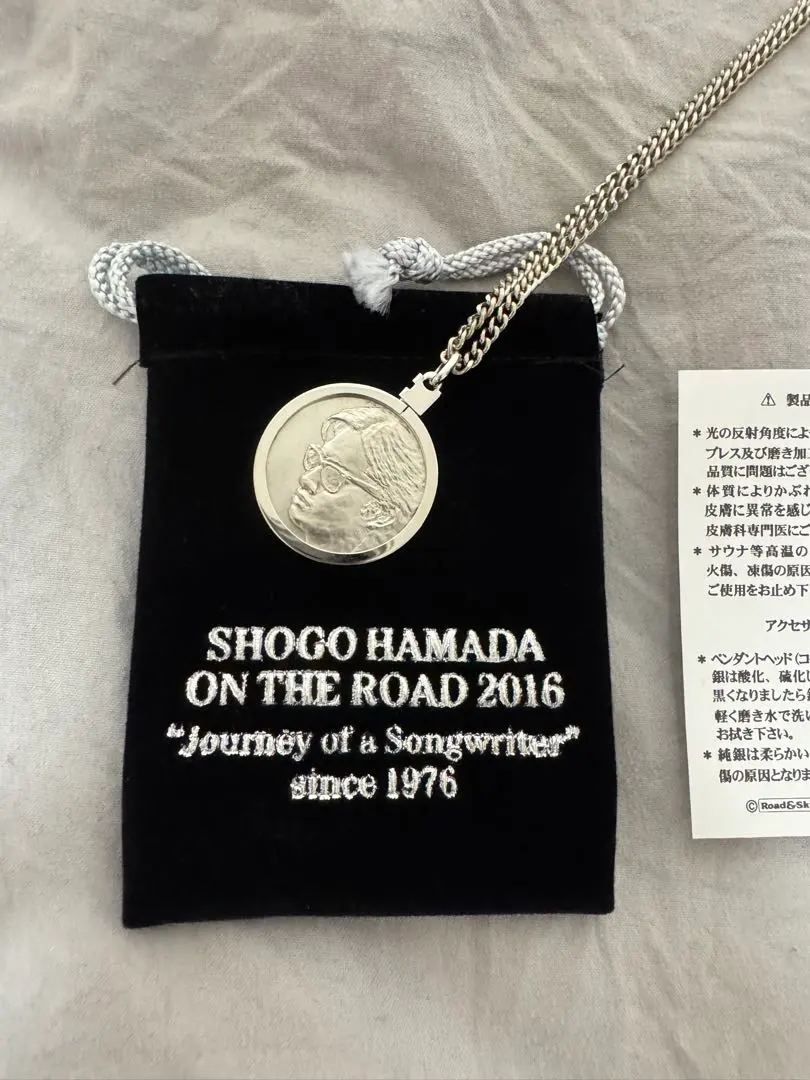 SHOGO HAMADA
ON THE ROAD 2016
"Journey of a Songwriter"
since 1976
⚠ 製品
* 光の反射角度によ
プレス及び磨き加
品質に問題はござ
* 体質によりかぶれ
皮膚に異常を感じ
皮膚科専門医にご
* サウナ等高温の
火傷、凍傷の原因
ご使用をお止め下
アクセサ
* ペンダントヘッド(コ
銀は酸化、硫化し
黒くなりましたら
軽く磨き水で洗い
お拭き下さい。
* 純銀は柔らかい
傷の原因となりま
© Road&Sk